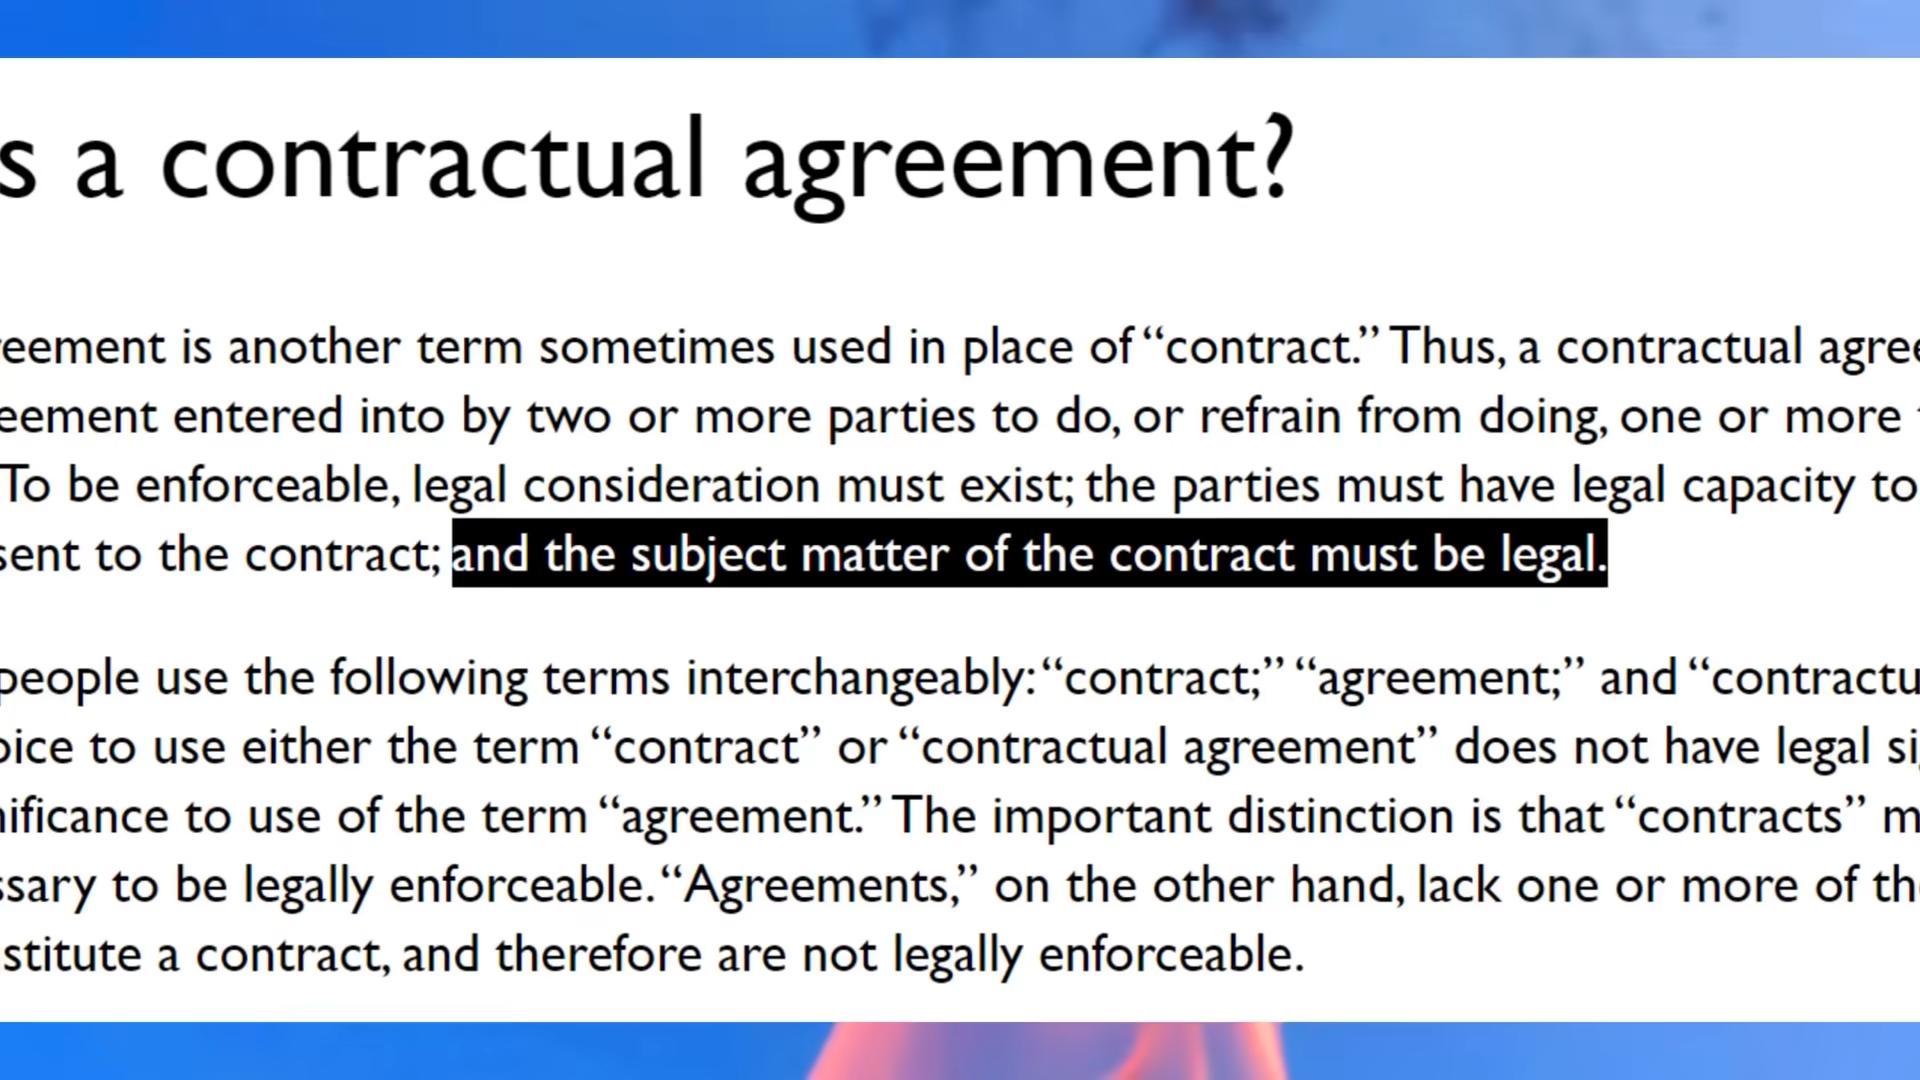 s a contractual agreement?
reement is another term sometimes used in place of “contract.” Thus, a contractual agree
eement entered into by two or more parties to do, or refrain from doing, one or more
To be enforceable, legal consideration must exist; the parties must have legal capacity to
sent to the contract; and the subject matter of the contract must be legal.
people use the following terms interchangeably: “contract;” “agreement;” and “contractu
oice to use either the term “contract” or “contractual agreement” does not have legal si
nificance to use of the term “agreement.” The important distinction is that “contracts” m
ssary to be legally enforceable. “Agreements,” on the other hand, lack one or more of the
stitute a contract, and therefore are not legally enforceable.